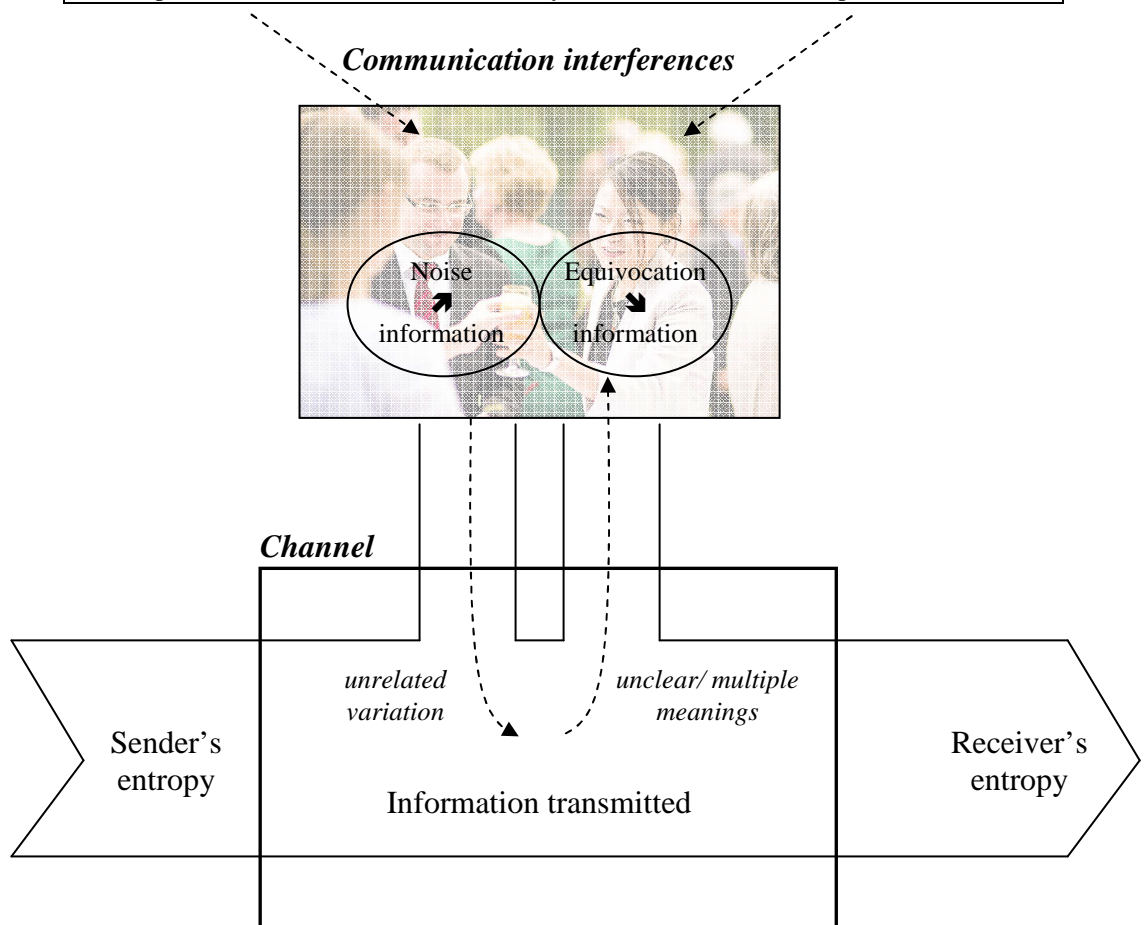 Communication interferences
Noise
information
Equivocation
information
Channel
unrelated
variation
unclear/ multiple
meanings
Sender's
entropy
Information transmitted
Receiver's
entropy